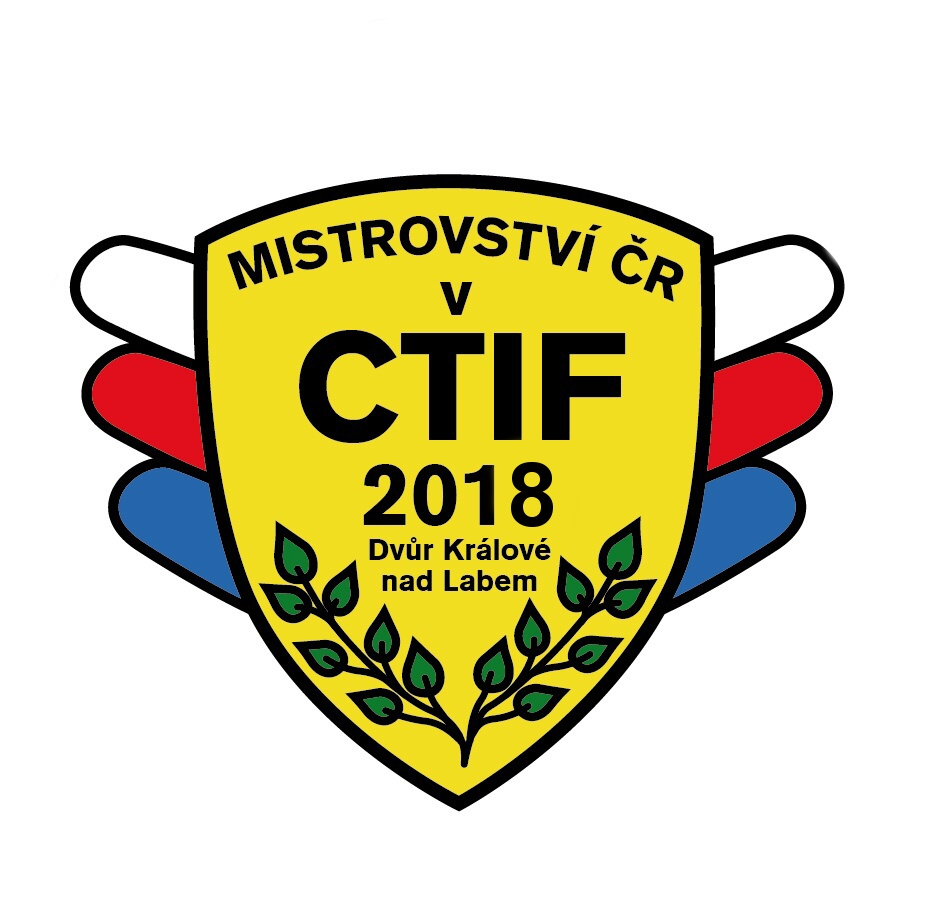 MISTROVSTVÍ ČR
V
CTIF
2018
Dvůr Králové
nad Labem